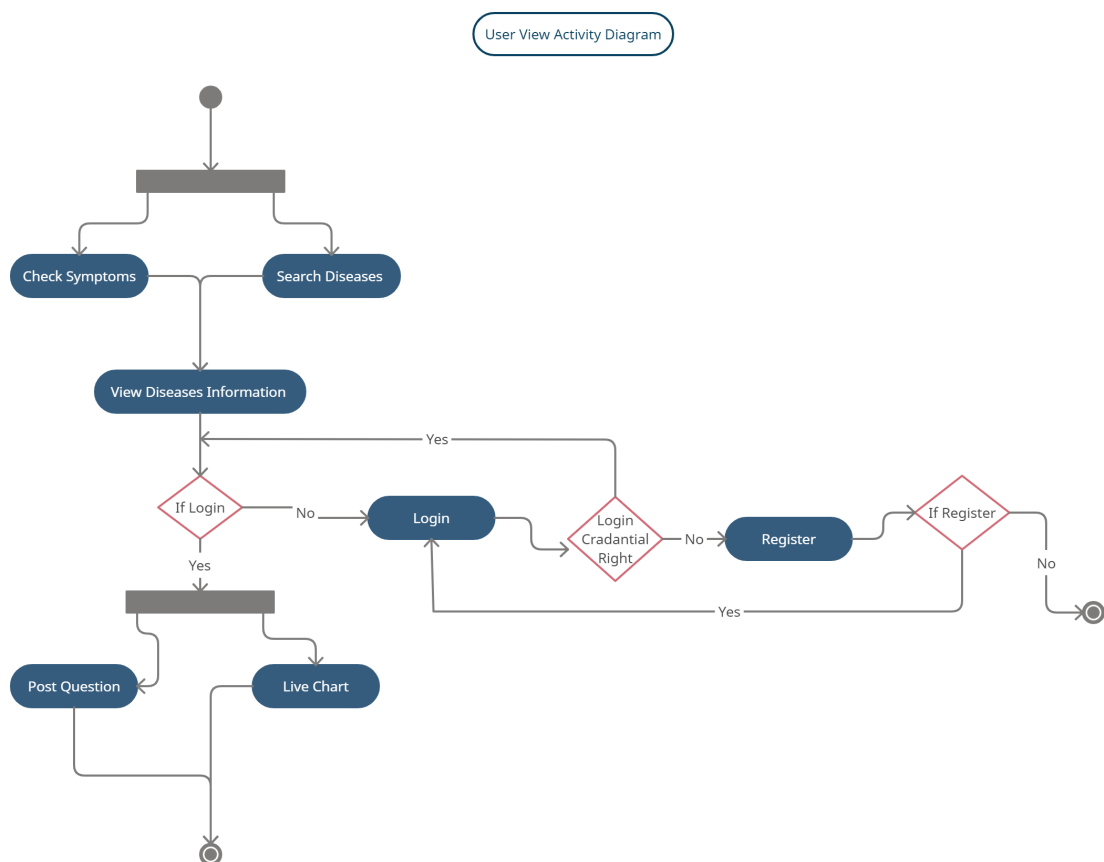 User View Activity Diagram
Check Symptoms
Search Diseases
View Diseases Information
Yes
If Login
No
Login
Login
Cradantial
Right
No
Register
If Register
No
Yes
Yes
Post Question
Live Chart